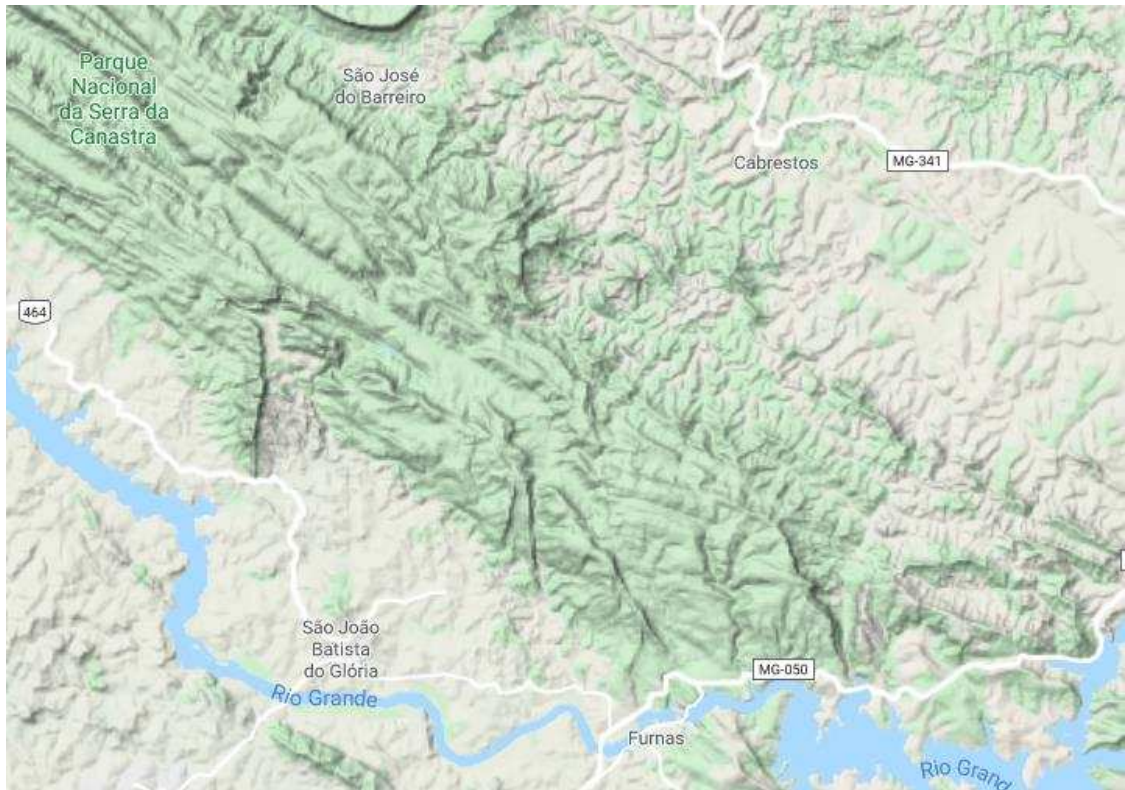 Parque
Nacional
da Serra da
Canastra
São José
do Barreiro
Cabrestos
MG-341
464
São João
Batista
do Glória
MG-050
Rio Grande
Furnas
Rio Grand